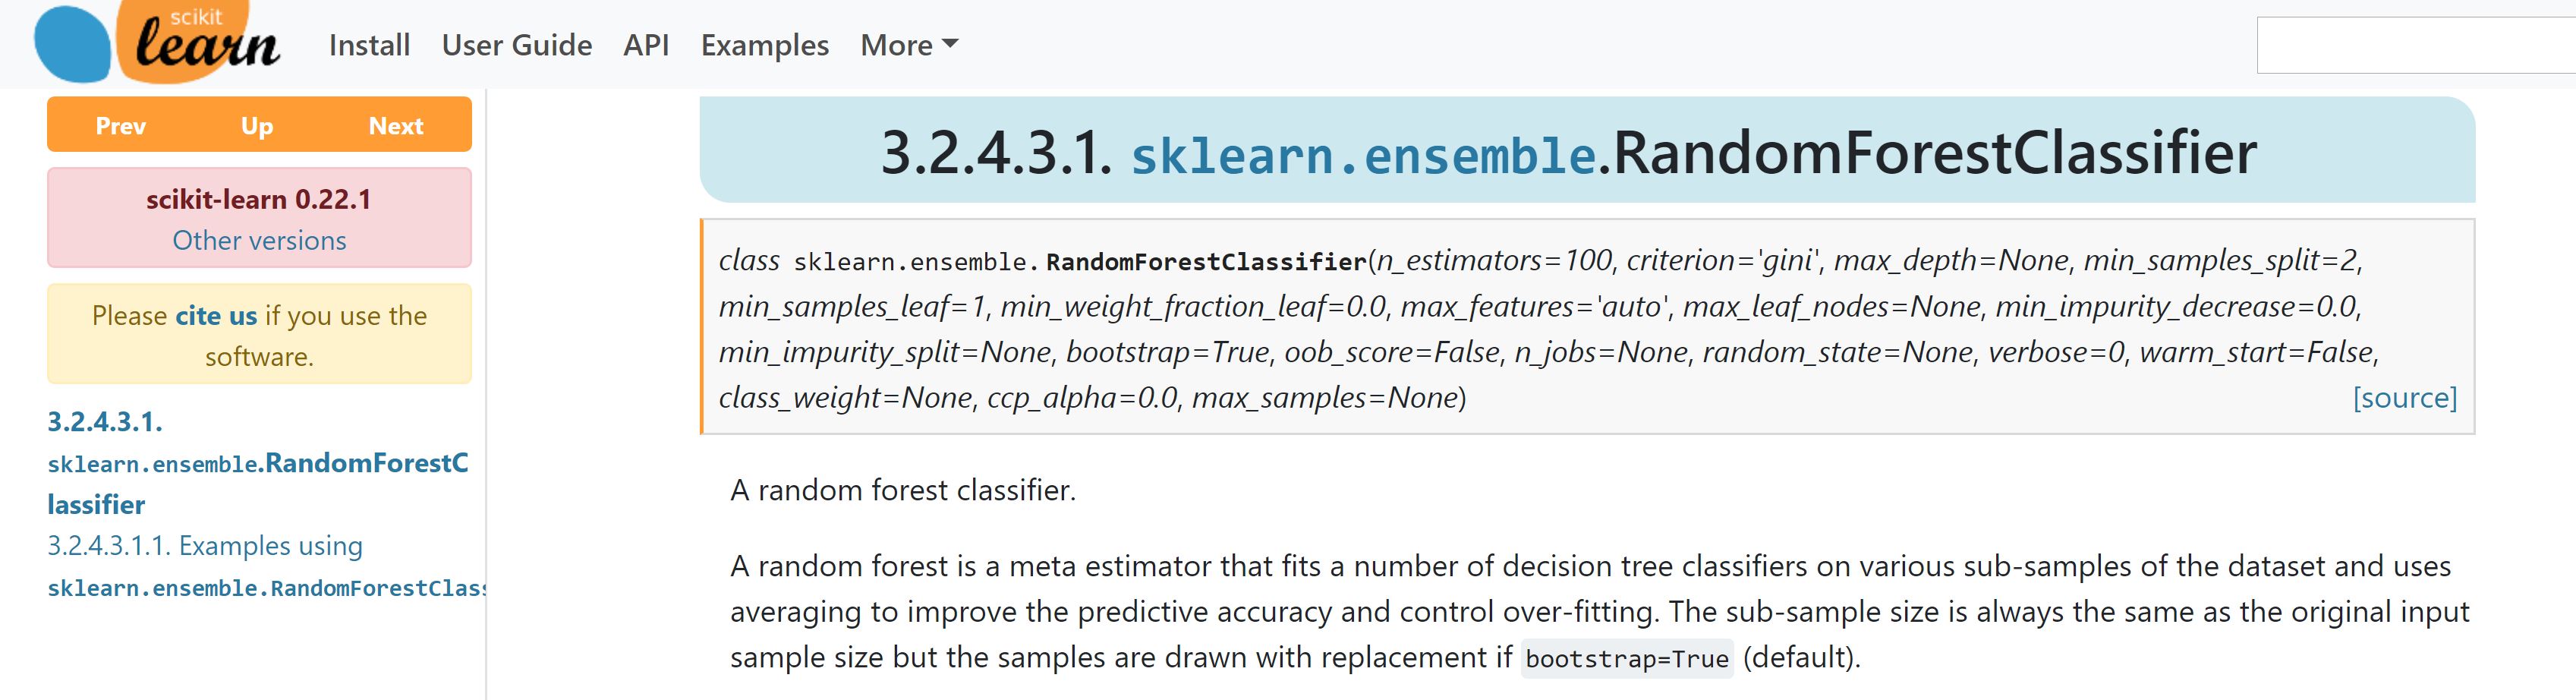 scikit
learn
Install User Guide API Examples More
Prev Up Next
scikit-learn 0.22.1
Other versions
Please cite us if you use the
software.
3.2.4.3.1.
sklearn.ensemble.RandomForestC
lassifier
3.2.4.3.1.1. Examples using
sklearn.ensemble.RandomForestClass
3.2.4.3.1. sklearn.ensemble.RandomForestClassifier
class sklearn.ensemble.RandomForestClassifier(n_estimators=100, criterion='gini', max_depth=None, min_samples_split=2,
min_samples_leaf=1, min_weight_fraction_leaf=0.0, max_features='auto', max_leaf_nodes=None, min_impurity_decrease=0.0,
min_impurity_split=None, bootstrap=True, oob_score=False, n_jobs=None, random_state=None, verbose=0, warm_start=False,
class_weight=None, ccp_alpha=0.0, max_samples=None) [source]
A random forest classifier.
A random forest is a meta estimator that fits a number of decision tree classifiers on various sub-samples of the dataset and uses
averaging to improve the predictive accuracy and control over-fitting. The sub-sample size is always the same as the original input
sample size but the samples are drawn with replacement if bootstrap=True (default).